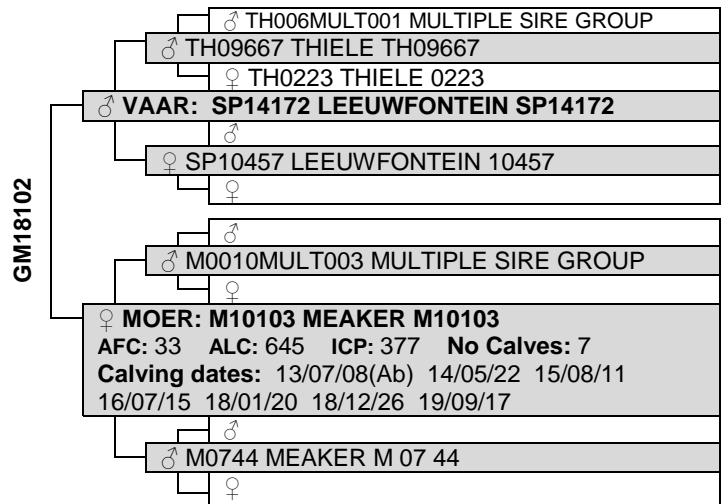 ♂ TH006MULT001 MULTIPLE SIRE GROUP
♂ TH09667 THIELE TH09667
♀ TH0223 THIELE 0223
♂ VAAR: SP14172 LEEUWFONTEIN SP14172
♂
♀ SP10457 LEEUWFONTEIN 10457
♀
GM18102
♂
♂ M0010MULT003 MULTIPLE SIRE GROUP
♀
♀ MOER: M10103 MEAKER M10103
AFC: 33 ALC: 645 ICP: 377 No Calves: 7
Calving dates: 13/07/08(Ab) 14/05/22 15/08/11
16/07/15 18/01/20 18/12/26 19/09/17
♂
♂ M0744 MEAKER M 07 44
♀